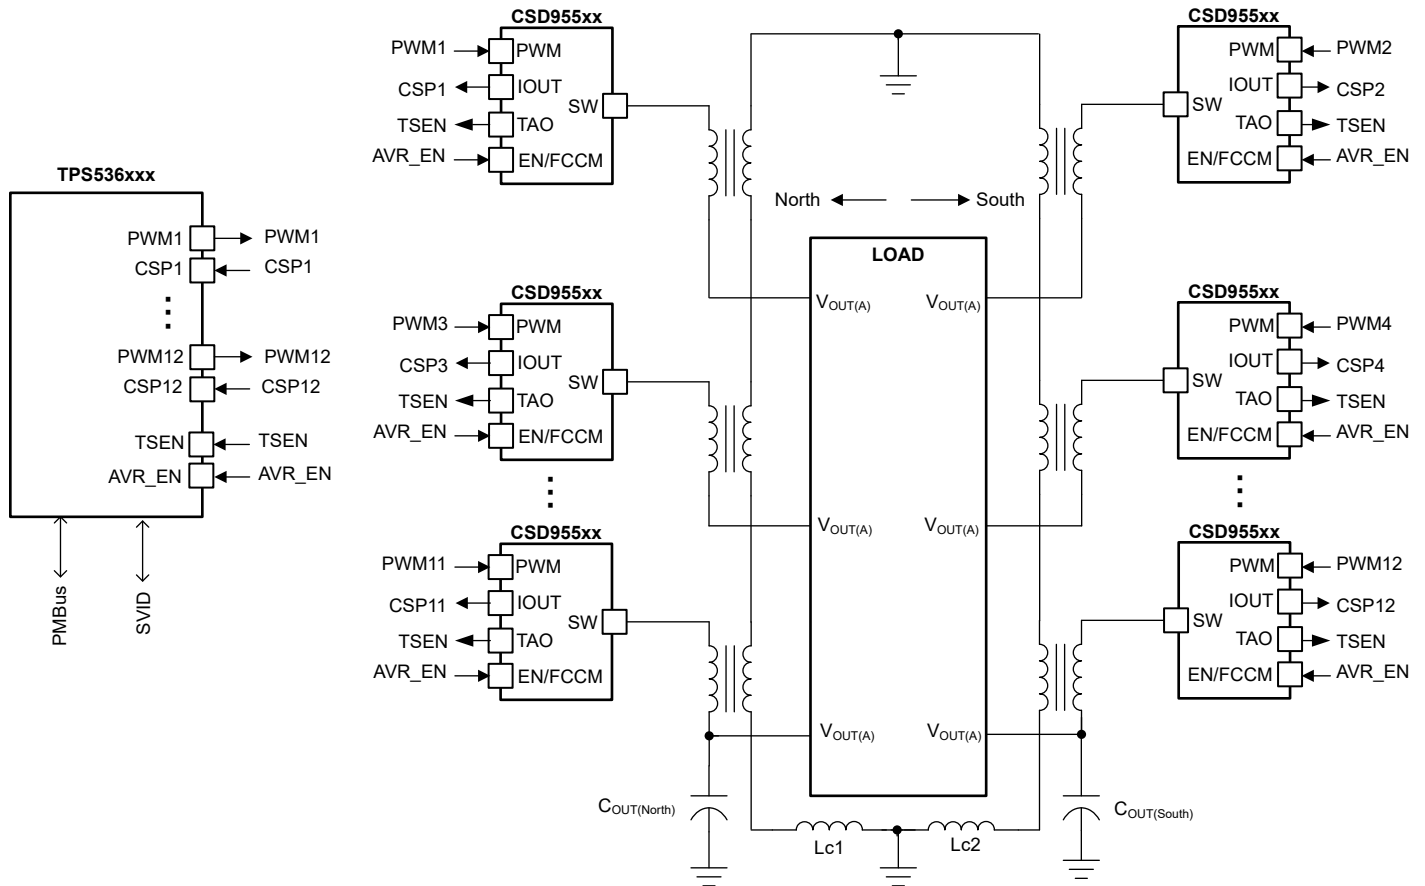 TPS536xxx
PWM1
PWM1
CSP1
CSP1
PWM12
PWM12
CSP12
CSP12
TSEN
TSEN
AVR_EN
AVR_EN
PMBus
SVID
CSD955xx
PWM1
PWM
CSP1
IOUT
SW
TSEN
TAO
AVR_EN
EN/FCCM
CSD955xx
PWM3
PWM
CSP3
IOUT
SW
TSEN
TAO
AVR_EN
EN/FCCM
CSD955xx
PWM11
PWM
CSP11
IOUT
SW
TSEN
TAO
AVR_EN
EN/FCCM
North
South
LOAD
VOUT(A)
VOUT(A)
VOUT(A)
VOUT(A)
VOUT(A)
VOUT(A)
COUT(North)
COUT(South)
Lc1
Lc2
CSD955xx
PWM
PWM2
IOUT
CSP2
SW
TAO
TSEN
EN/FCCM
AVR_EN
CSD955xx
PWM
PWM4
IOUT
CSP4
SW
TAO
TSEN
EN/FCCM
AVR_EN
CSD955xx
PWM
PWM12
IOUT
CSP12
SW
TAO
TSEN
EN/FCCM
AVR_EN